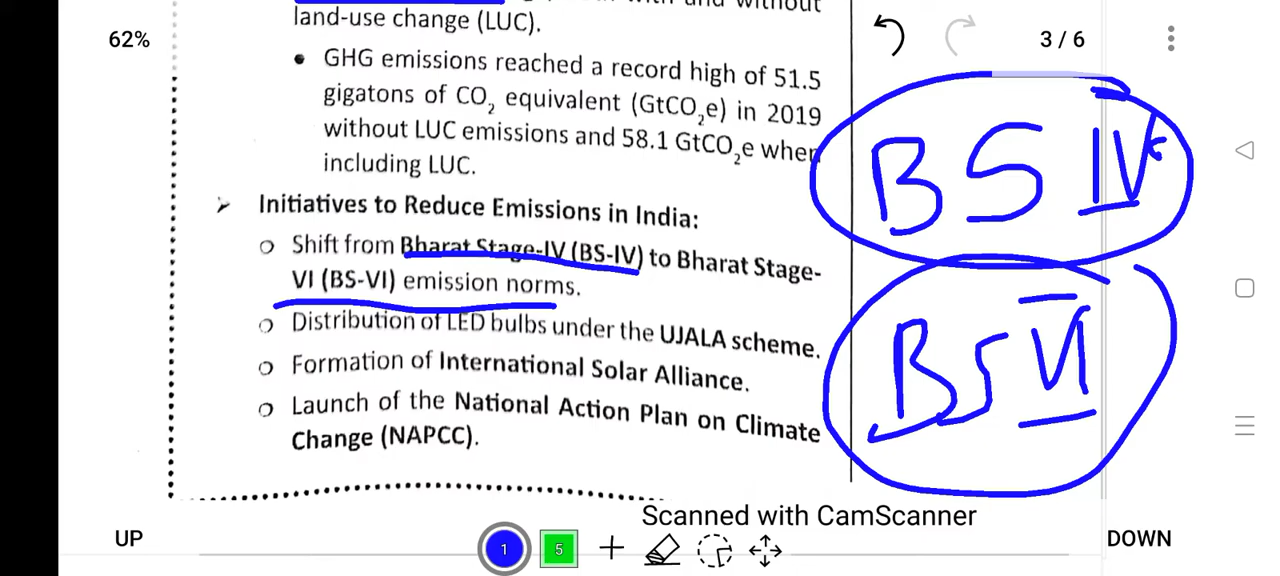 62%
3 / 6
land-use change (LUC).
• GHG emissions reached a record high of 51.5
gigatons of CO₂ equivalent (GtCO₂e) in 2019
without LUC emissions and 58.1 GtCO₂e when
including LUC.
➤ Initiatives to Reduce Emissions in India:
○ Shift from Bharat Stage-IV (BS-IV) to Bharat Stage-
VI (BS-VI) emission norms.
○ Distribution of LED bulbs under the UJALA scheme.
○ Formation of International Solar Alliance.
○ Launch of the National Action Plan on Climate
Change (NAPCC).
BS IV
BS VI
Scanned with CamScanner
UP
1
5
DOWN